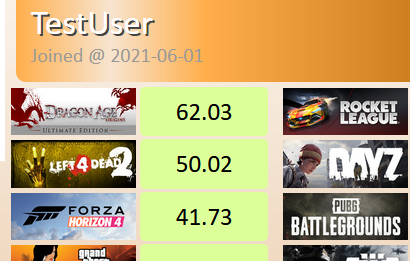 TestUser
Joined @ 2021-06-01
DRAGON AGE
ORIGINS
ULTIMATE EDITION
62.03
ROCKET
LEAGUE
LEFT 4 DEAD 2
50.02
DAYZ
FORZA
HORIZON 4
41.73
PUBG
BATTLEGROUNDS